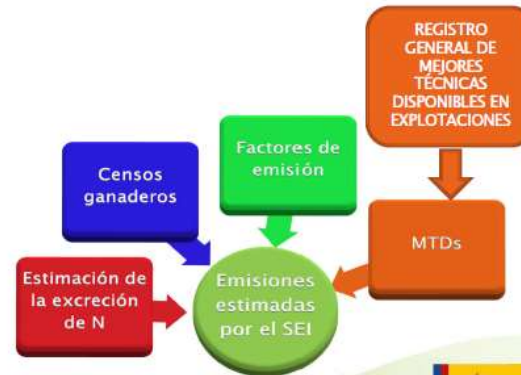 REGISTRO
GENERAL DE
MEJORES
TÉCNICAS
DISPONIBLES EN
EXPLOTACIONES
Factores de
emisión
Censos
ganaderos
MTDs
Estimación de
la excreción
de N
Emisiones
estimadas
por el SEI